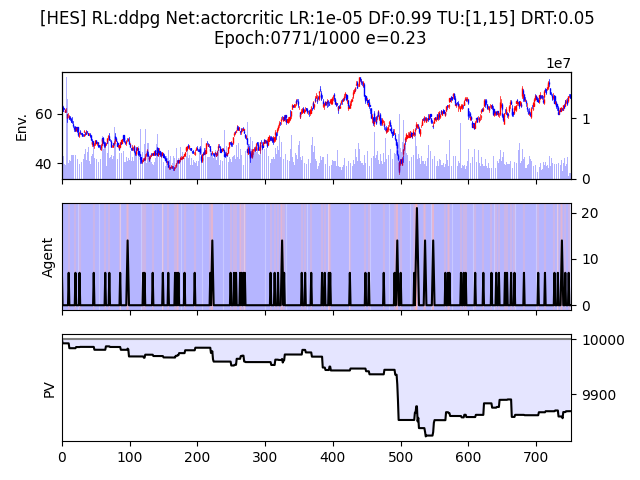 [HES] RL:ddpg Net:actorcritic LR:1e-05 DF:0.99 TU:[1,15] DRT:0.05
Epoch:0771/1000 e=0.23
1e7
Env.
60
40
1
0
Agent
20
10
0
PV
10000
9900
0 100 200 300 400 500 600 700